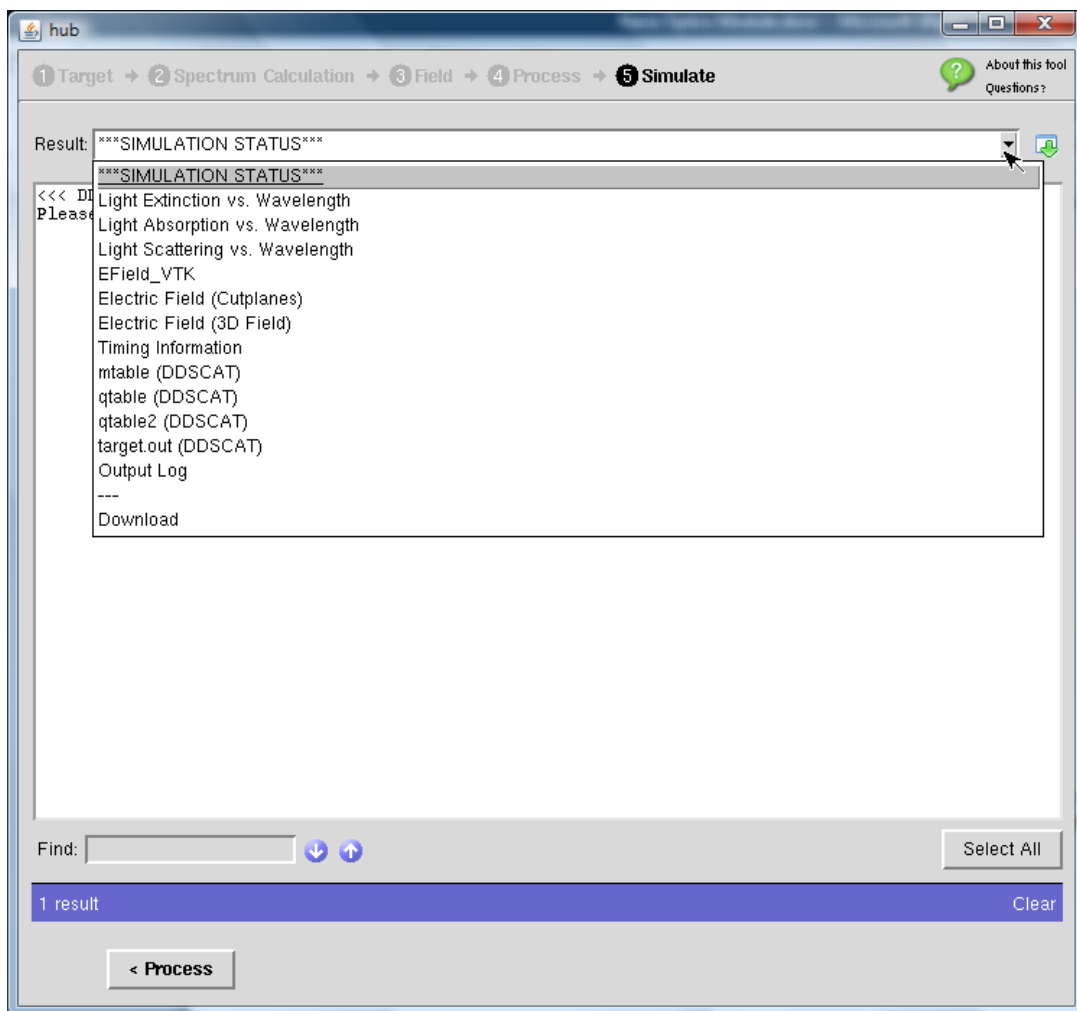 hub
1 Target → 2 Spectrum Calculation → 3 Field → 4 Process → 5 Simulate
? About this tool
Questions?
Result: ***SIMULATION STATUS***
***SIMULATION STATUS***
<<<
Please
Light Extinction vs. Wavelength
Light Absorption vs. Wavelength
Light Scattering vs. Wavelength
EField_VTK
Electric Field (Cutplanes)
Electric Field (3D Field)
Timing Information
mtable (DDSCAT)
qtable (DDSCAT)
qtable2 (DDSCAT)
target.out (DDSCAT)
Output Log
---
Download
Find:
Select All
1 result Clear
< Process